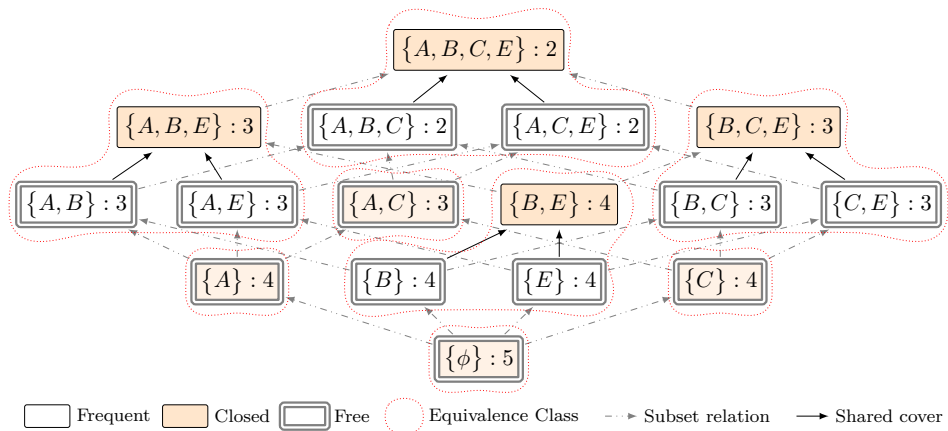 {A, B, C, E} : 2
{A, B, E} : 3
{A, B, C} : 2
{A, C, E} : 2
{B, C, E} : 3
{A, B} : 3
{A, E} : 3
{A, C} : 3
{B, E} : 4
{B, C} : 3
{C, E} : 3
{A} : 4
{B} : 4
{E} : 4
{C} : 4
{ϕ} : 5
Frequent
Closed
Free
Equivalence Class
Subset relation
Shared cover